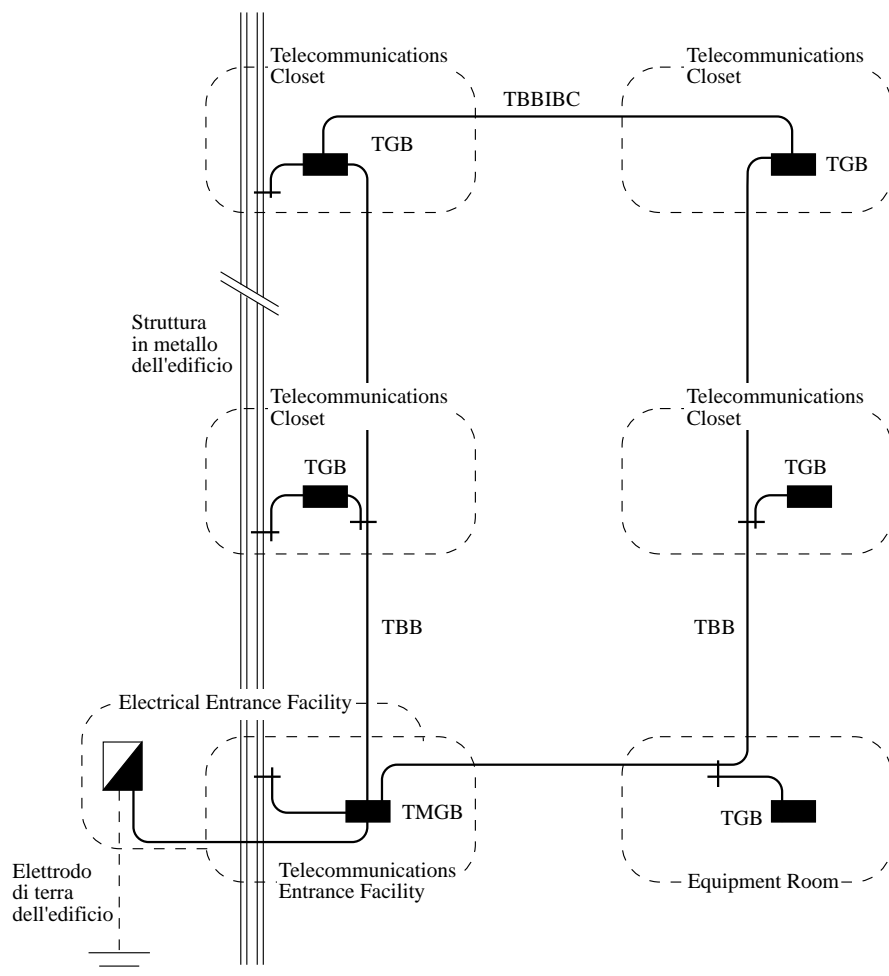 Telecommunications
Closet
Telecommunications
Closet
TBBIBC
TGB
TGB
Struttura
in metallo
dell'edificio
Telecommunications
Closet
Telecommunications
Closet
TGB
TGB
TBB
TBB
Electrical Entrance Facility
TMGB
TGB
Elettrodo
di terra
dell'edificio
Telecommunications
Entrance Facility
Equipment Room